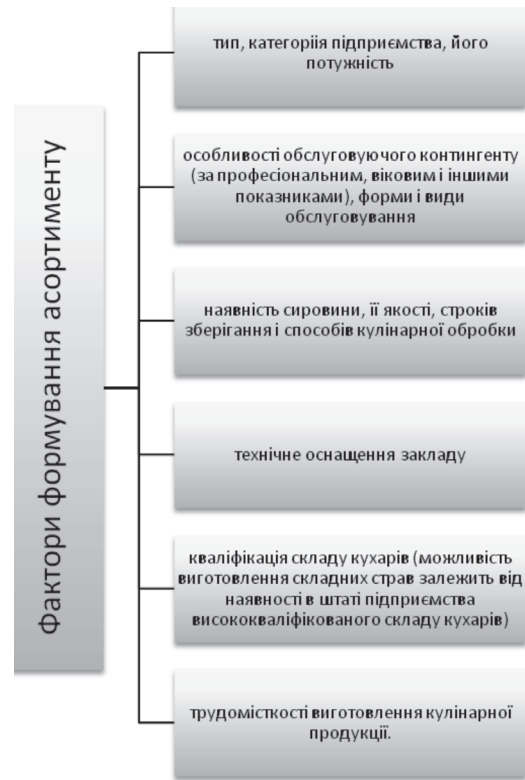 Фактори формування асортименту
тип, категоріія підприємства, його
потужність
особливості обслуговуючого контингенту
(за професіональним, віковим і іншими
показниками), форми і види
обслуговування
наявність сировини, її якості, строків
зберігання і способів кулінарної обробки
технічне оснащення закладу
кваліфікація складу кухарів (можливість
виготовлення складних страв залежить від
наявності в штаті підприємства
висококваліфікованого складу кухарів)
трудомісткості виготовлення кулінарної
продукції.